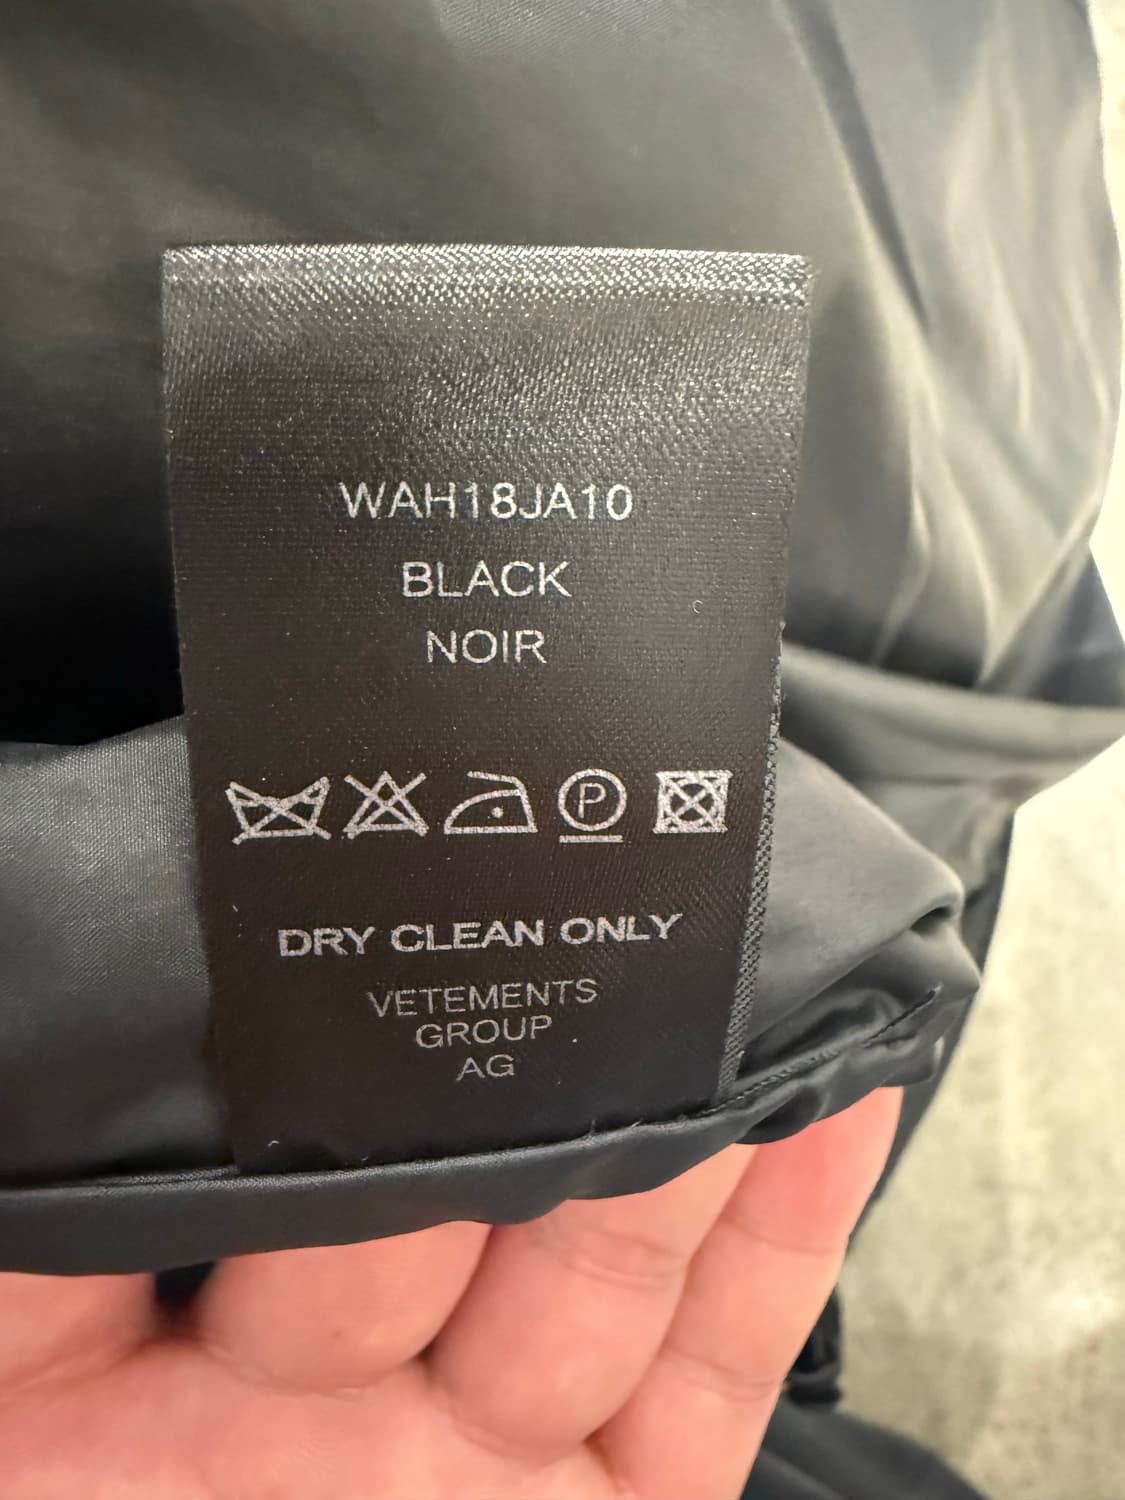 WAH18JA10
BLACK
NOIR
P
DRY CLEAN ONLY
VETEMENTS
GROUP
AG